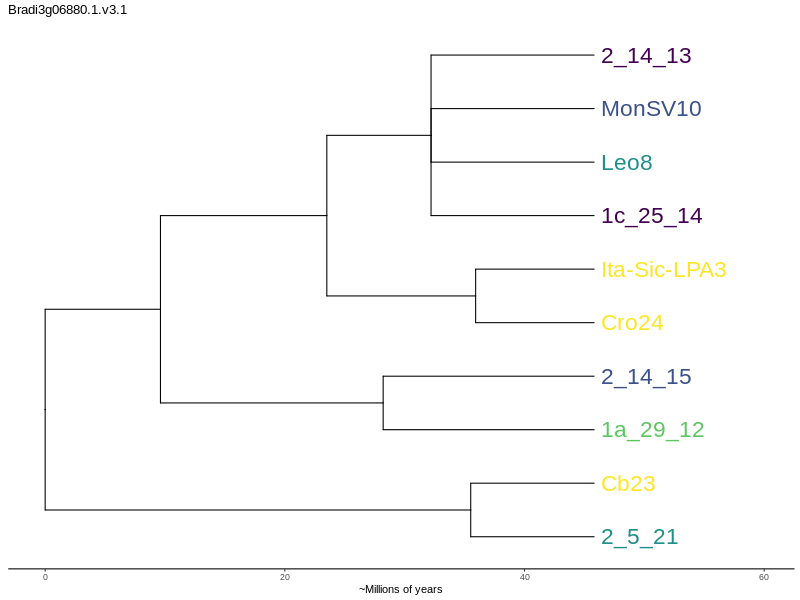 Bradi3g06880.1.v3.1
2_14_13
MonSV10
Leo8
1c_25_14
Ita-Sic-LPA3
Cro24
2_14_15
1a_29_12
Cb23
2_5_21
0 20 40 60
~Millions of years